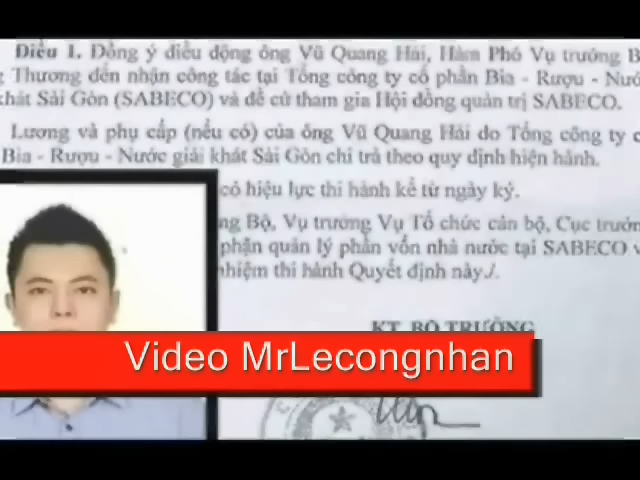 Điều 1. Đồng ý điều động ông Vũ Quang Hải, Hàm Phó Vụ trưởng B
g Thương đến nhận công tác tại Tổng công ty cổ phần Bia - Rượu - Nướ
khát Sài Gòn (SABECO) và đề cử tham gia Hội đồng quản trị SABECO.
Lương và phụ cấp (nếu có) của ông Vũ Quang Hải do Tổng công ty c
Bia - Rượu - Nước giải khát Sài Gòn chi trả theo quy định hiện hành.
có hiệu lực thi hành kể từ ngày ký.
ng Bộ, Vụ trưởng Vụ Tổ chức cán bộ, Cục trưởn
phận quản lý phần vốn nhà nước tại SABECO v
nhiệm thi hành Quyết định này./.
KT. BỘ TRƯỞNG
Video MrLecongnhan